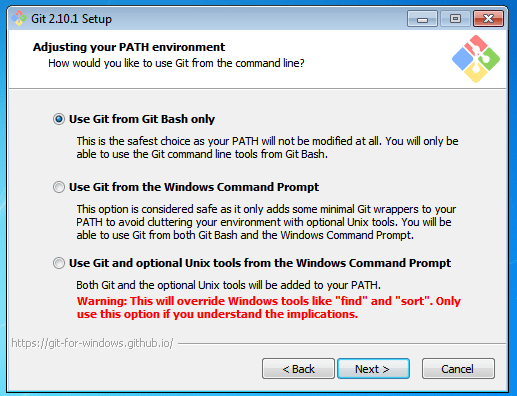 Git 2.10.1 Setup
Adjusting your PATH environment
How would you like to use Git from the command line?
Use Git from Git Bash only
This is the safest choice as your PATH will not be modified at all. You will only be
able to use the Git command line tools from Git Bash.
Use Git from the Windows Command Prompt
This option is considered safe as it only adds some minimal Git wrappers to your
PATH to avoid cluttering your environment with optional Unix tools. You will be
able to use Git from both Git Bash and the Windows Command Prompt.
Use Git and optional Unix tools from the Windows Command Prompt
Both Git and the optional Unix tools will be added to your PATH.
Warning: This will override Windows tools like "find" and "sort". Only
use this option if you understand the implications.
https://git-for-windows.github.io/
< Back Next > Cancel